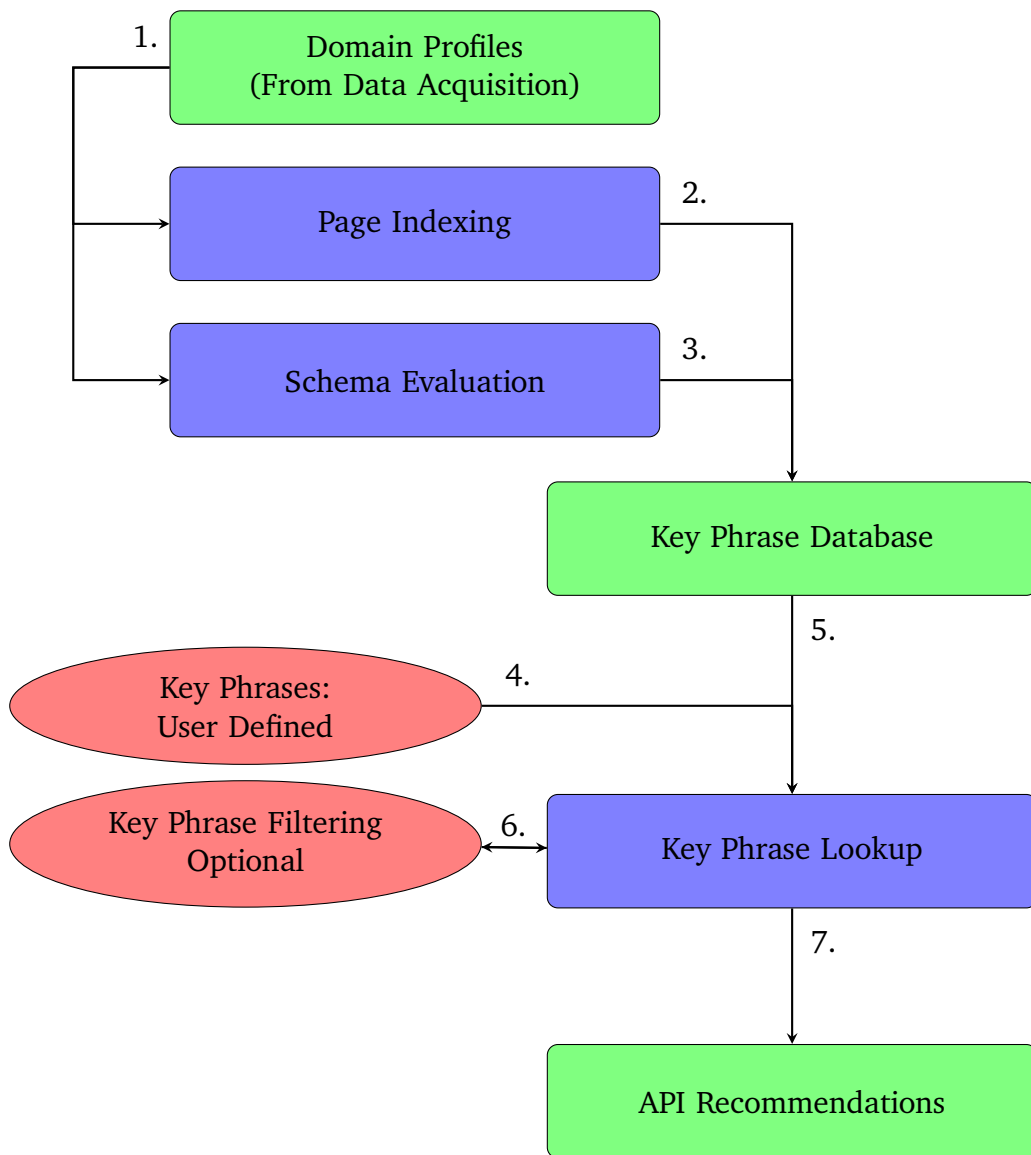 1.
Domain Profiles
(From Data Acquisition)
2.
Page Indexing
3.
Schema Evaluation
Key Phrase Database
5.
4.
Key Phrases:
User Defined
6.
Key Phrase Filtering
Optional
Key Phrase Lookup
7.
API Recommendations